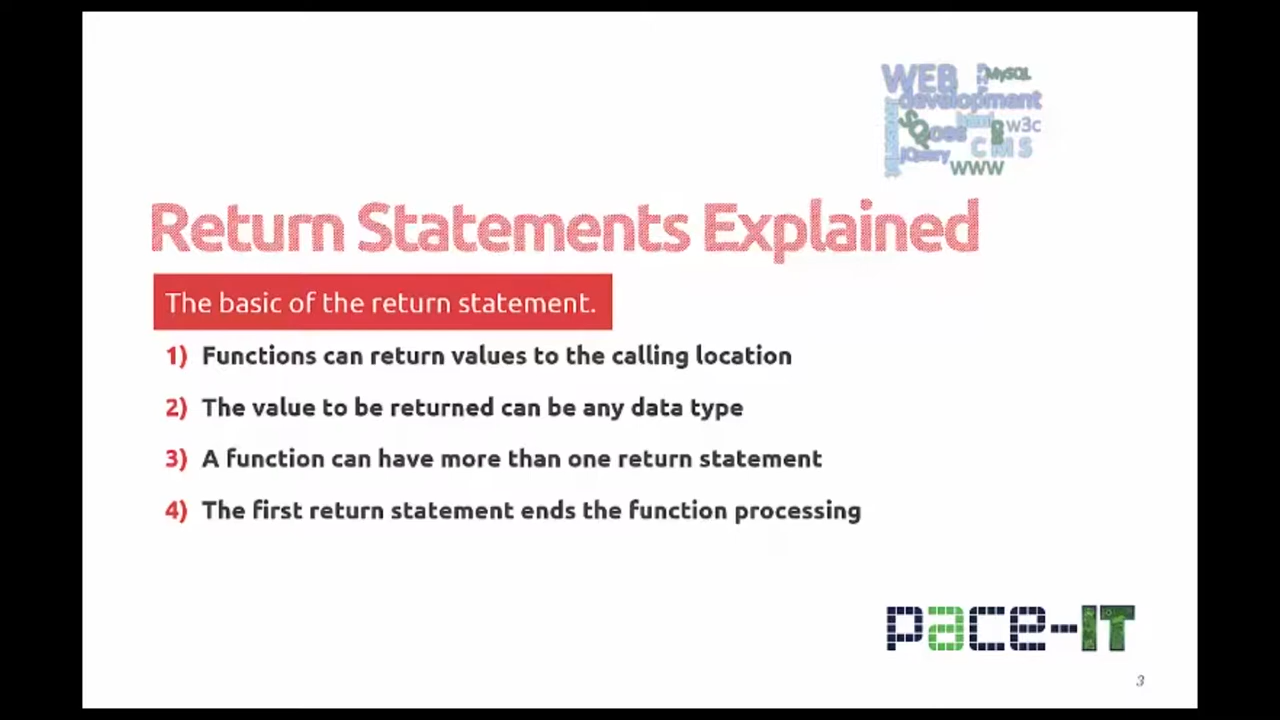 WEB MySQL
development
w3c
CMS
jQuery
WWW
Return Statements Explained
The basic of the return statement.
1) Functions can return values to the calling location
2) The value to be returned can be any data type
3) A function can have more than one return statement
4) The first return statement ends the function processing
pace-IT
3